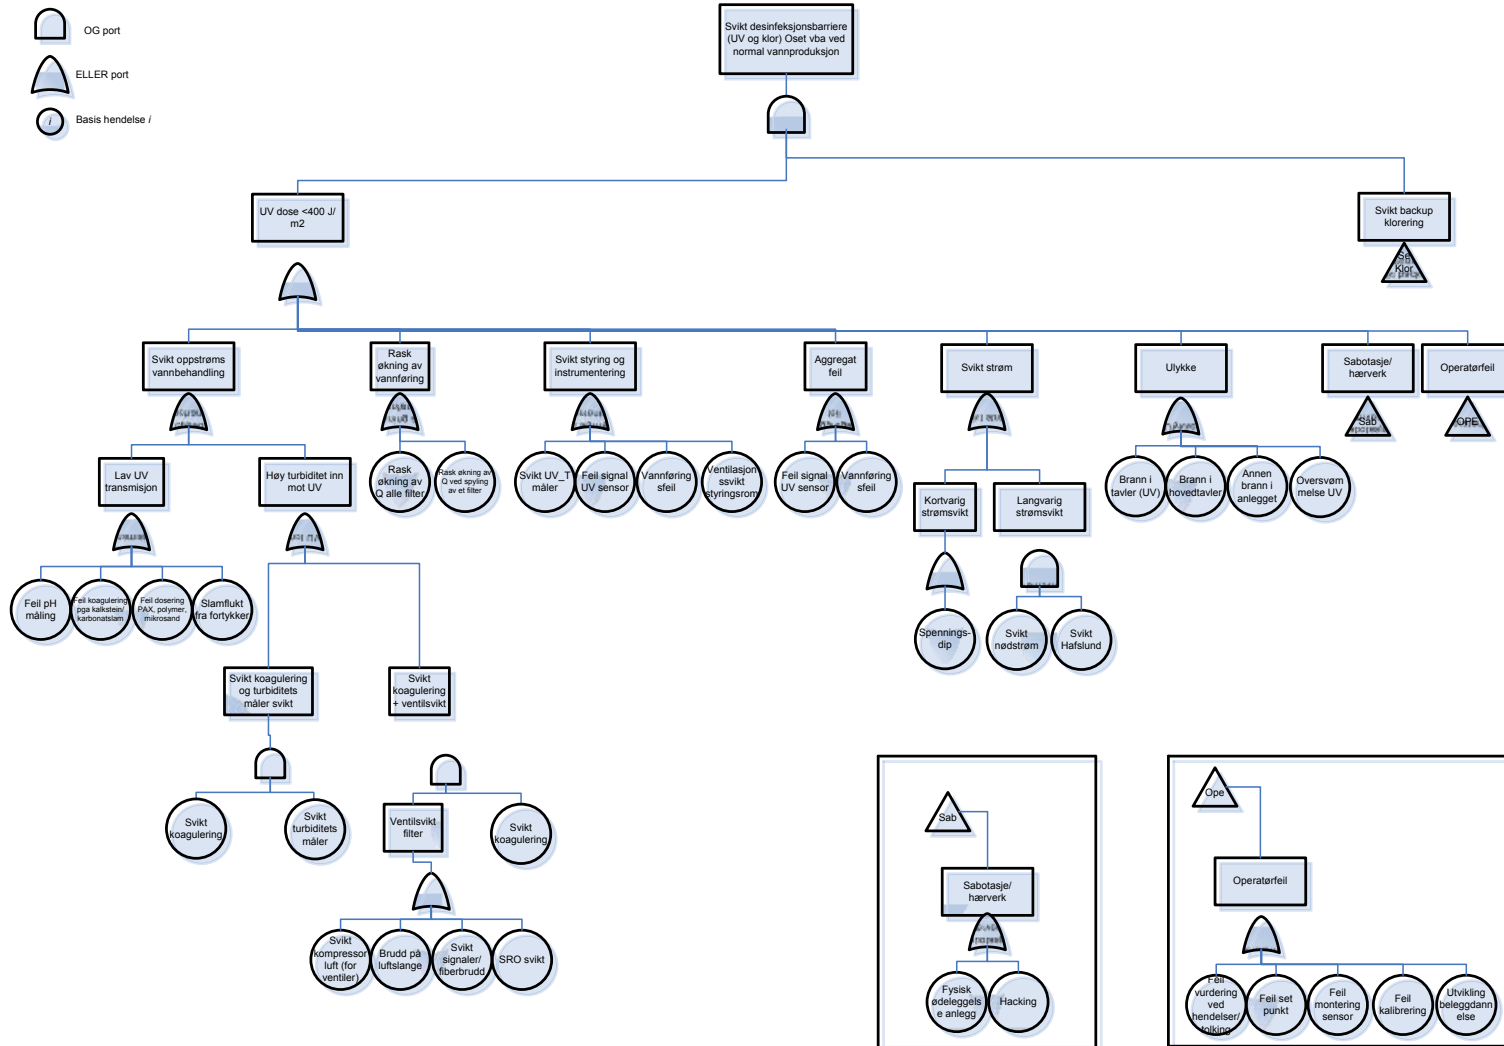 OG port
ELLER port
i
Basis hendelse i
Svikt desinfeksjonsbarriere
(UV og klor) Oset vba ved
normal vannproduksjon
UV dose <400 J/
m2
Svikt backup
klorering
Se
Klor
Svikt oppstrøms
vannbehandling
Rask
økning av
vannføring
Svikt styring og
instrumentering
Aggregat
feil
Svikt strøm
Ulykke
Sabotasje/
hærverk
Operatørfeil
Sab
OPE
Lav UV
transmisjon
Høy turbiditet inn
mot UV
Rask
økning av
Q alle filter
Rask økning av
Q ved spyling
av et filter
Svikt UV_T
måler
Feil signal
UV sensor
Vannføring
sfeil
Ventilasjon
ssvikt
styringsrom
Feil signal
UV sensor
Vannføring
sfeil
Kortvarig
strømsvikt
Langvarig
strømsvikt
Brann i
tavler (UV)
Brann i
hovedtavler
Annen
brann i
anlegget
Oversvøm
melse UV
Feil pH
måling
Feil koagulering
pga kalkstein/
karbonatslam
Feil dosering
PAX, polymer,
mikrosand
Slamflukt
fra fortykker
Spennings-
dip
Svikt
nødstrøm
Svikt
Hafslund
Svikt koagulering
og turbiditets
måler svikt
Svikt
koagulering
+ ventilsvikt
Svikt
koagulering
Svikt
turbiditets
måler
Ventilsvikt
filter
Svikt
koagulering
Svikt
kompressor
luft (for
ventiler)
Brudd på
luftslange
Svikt
signaler/
fiberbrudd
SRO svikt
Sab
Sabotasje/
hærverk
Fysisk
ødeleggels
e anlegg
Hacking
Ope
Operatørfeil
Feil
vurdering
ved
hendelser/
tolking
Feil set
punkt
Feil
montering
sensor
Feil
kalibrering
Utvikling
beleggdann
else